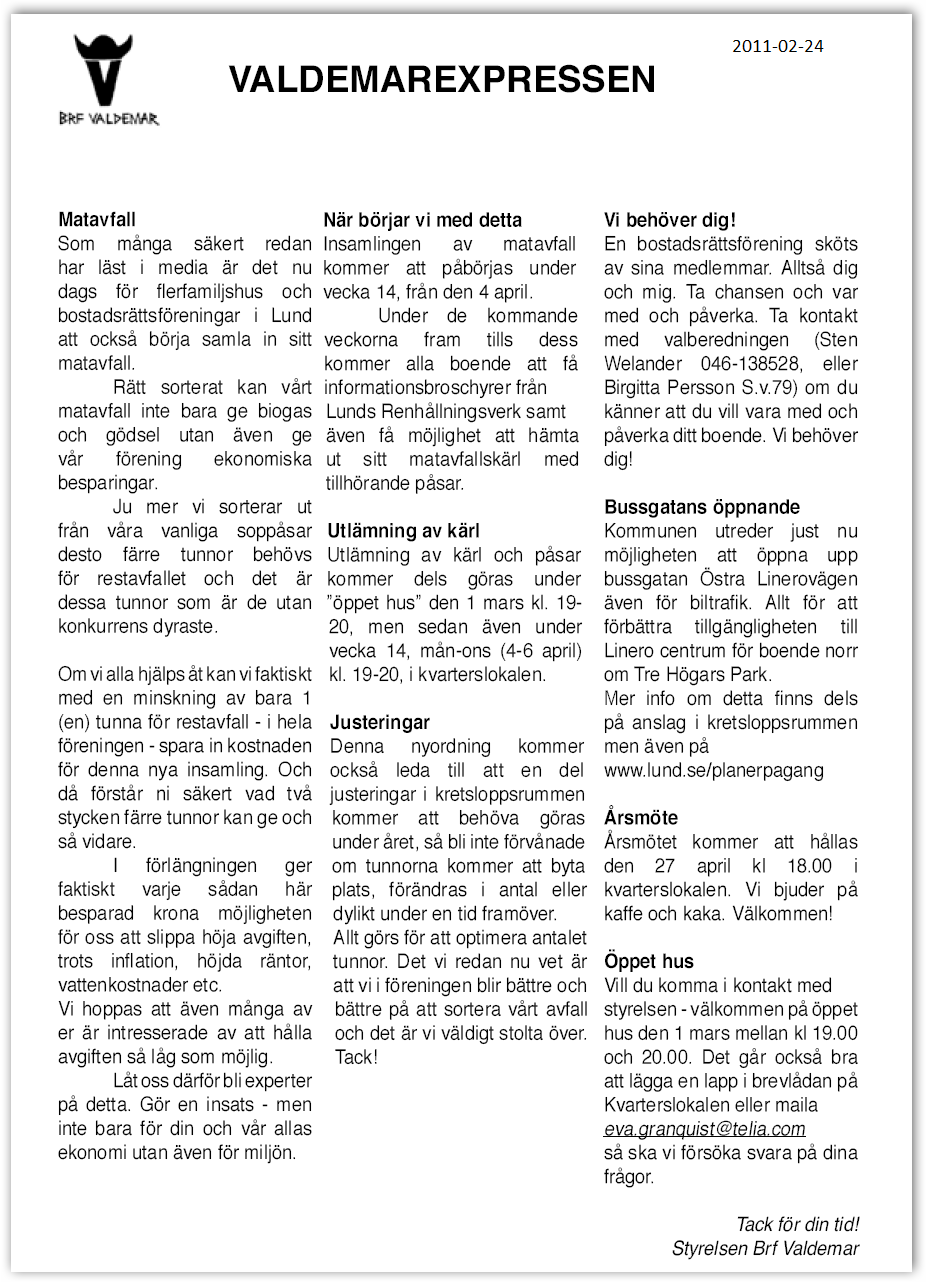 2011-02-24
VALDEMAREXPRESSEN
V
BRF VALDEMAR
Matavfall
Som många säkert redan
har läst i media är det nu
dags för flerfamiljshus och
bostadsrättsföreningar i Lund
att också börja samla in sitt
matavfall.
Rätt sorterat kan vårt
matavfall inte bara ge biogas
och gödsel utan även ge
vår förening ekonomiska
besparingar.
Ju mer vi sorterar ut
från våra vanliga soppåsar
desto färre tunnor behövs
för restavfallet och det är
dessa tunnor som är de utan
konkurrens dyraste.
Om vi alla hjälps åt kan vi faktiskt
med en minskning av bara 1
(en) tunna för restavfall - i hela
föreningen - spara in kostnaden
för denna nya insamling. Och
då förstår ni säkert vad två
stycken färre tunnor kan ge och
så vidare.
I förlängningen ger
faktiskt varje sådan här
besparad krona möjligheten
för oss att slippa höja avgiften,
trots inflation, höjda räntor,
vattenkostnader etc.
Vi hoppas att även många av
er är intresserade av att hålla
avgiften så låg som möjlig.
Låt oss därför bli experter
på detta. Gör en insats - men
inte bara för din och vår allas
ekonomi utan även för miljön.
När börjar vi med detta
Insamlingen av matavfall
kommer att påbörjas under
vecka 14, från den 4 april.
Under de kommande
veckorna fram tills dess
kommer alla boende att få
informationsbroschyrer från
Lunds Renhållningsverk samt
även få möjlighet att hämta
ut sitt matavfallskärl med
tillhörande påsar.
Utlämning av kärl
Utlämning av kärl och påsar
kommer dels göras under
”öppet hus” den 1 mars kl. 19-
20, men sedan även under
vecka 14, mån-ons (4-6 april)
kl. 19-20, i kvarterslokalen.
Justeringar
Denna nyordning kommer
också leda till att en del
justeringar i kretsloppsrummen
kommer att behöva göras
under året, så bli inte förvånade
om tunnorna kommer att byta
plats, förändras i antal eller
dylikt under en tid framöver.
Allt görs för att optimera antalet
tunnor. Det vi redan nu vet är
att vi i föreningen blir bättre och
bättre på att sortera vårt avfall
och det är vi väldigt stolta över.
Tack!
Vi behöver dig!
En bostadsrättsförening sköts
av sina medlemmar. Alltså dig
och mig. Ta chansen och var
med och påverka. Ta kontakt
med valberedningen (Sten
Welander 046-138528, eller
Birgitta Persson S.v.79) om du
känner att du vill vara med och
påverka ditt boende. Vi behöver
dig!
Bussgatans öppnande
Kommunen utreder just nu
möjligheten att öppna upp
bussgatan Östra Linerovägen
även för biltrafik. Allt för att
förbättra tillgängligheten till
Linero centrum för boende norr
om Tre Högars Park.
Mer info om detta finns dels
på anslag i kretsloppsrummen
men även på
www.lund.se/planerpagang
Årsmöte
Årsmötet kommer att hållas
den 27 april kl 18.00 i
kvarterslokalen. Vi bjuder på
kaffe och kaka. Välkommen!
Öppet hus
Vill du komma i kontakt med
styrelsen - välkommen på öppet
hus den 1 mars mellan kl 19.00
och 20.00. Det går också bra
att lägga en lapp i brevlådan på
Kvarterslokalen eller maila
eva.granquist@telia.com
så ska vi försöka svara på dina
frågor.
Tack för din tid!
Styrelsen Brf Valdemar